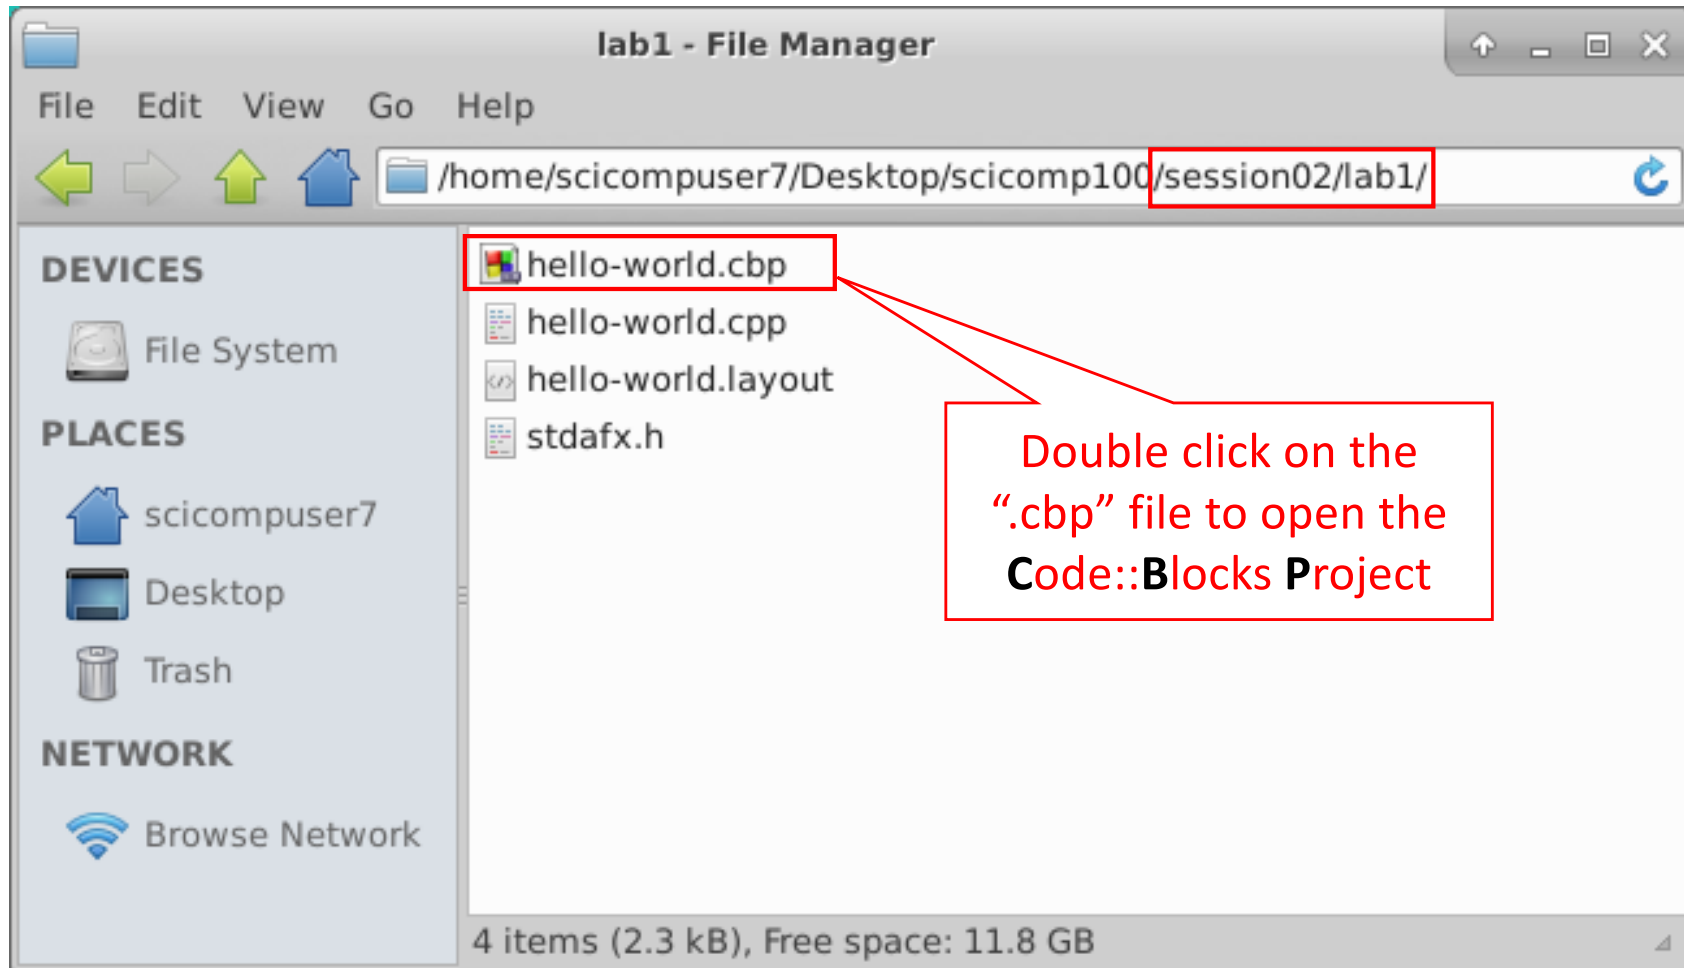 lab1 - File Manager
File Edit View Go Help
/home/scicompuser7/Desktop/scicomp100/session02/lab1/
DEVICES
File System
PLACES
scicompuser7
Desktop
Trash
NETWORK
Browse Network
hello-world.cbp
hello-world.cpp
hello-world.layout
stdafx.h
Double click on the
“.cbp” file to open the
Code::Blocks Project
4 items (2.3 kB), Free space: 11.8 GB